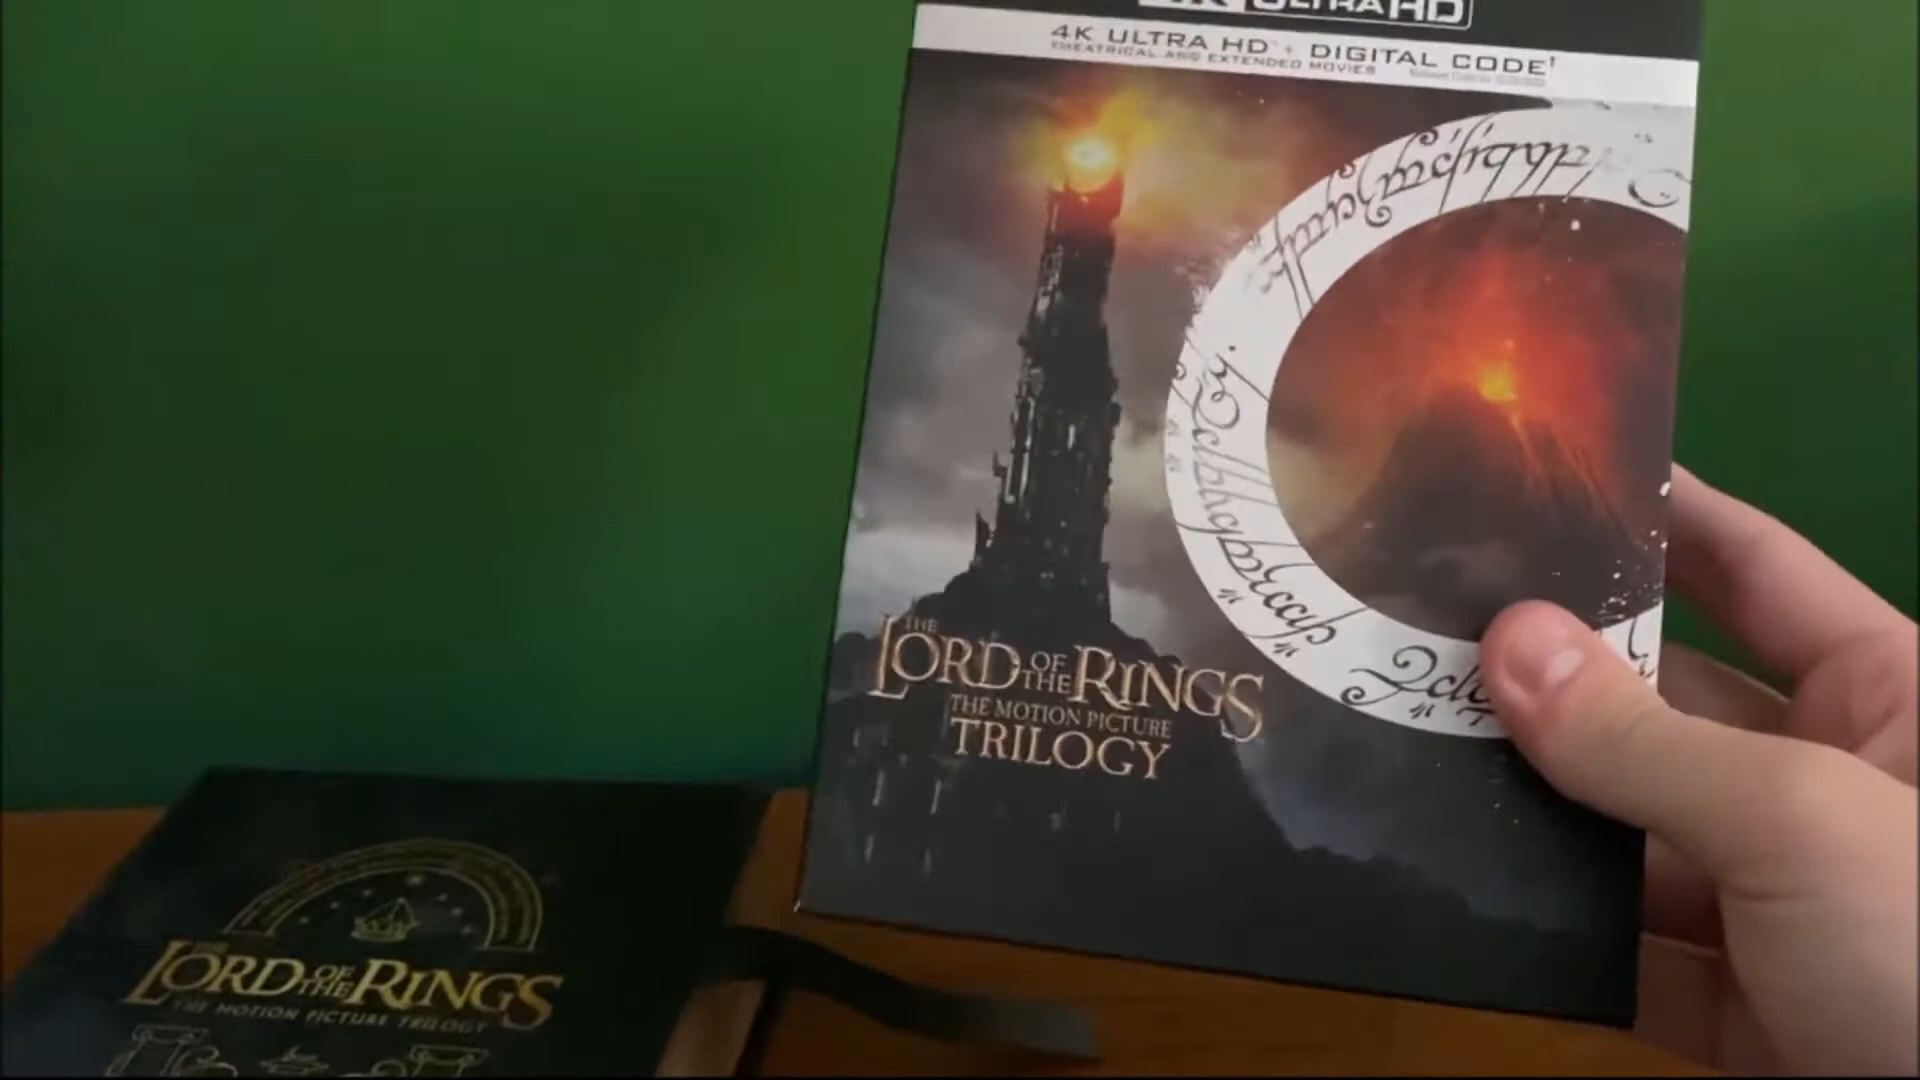 4K ULTRA HD
4K ULTRA HD + DIGITAL CODE†
THEATRICAL AND EXTENDED MOVIES
THE
LORD OF THE RINGS
THE MOTION PICTURE
TRILOGY
THE
LORD OF THE RINGS
THE MOTION PICTURE TRILOGY